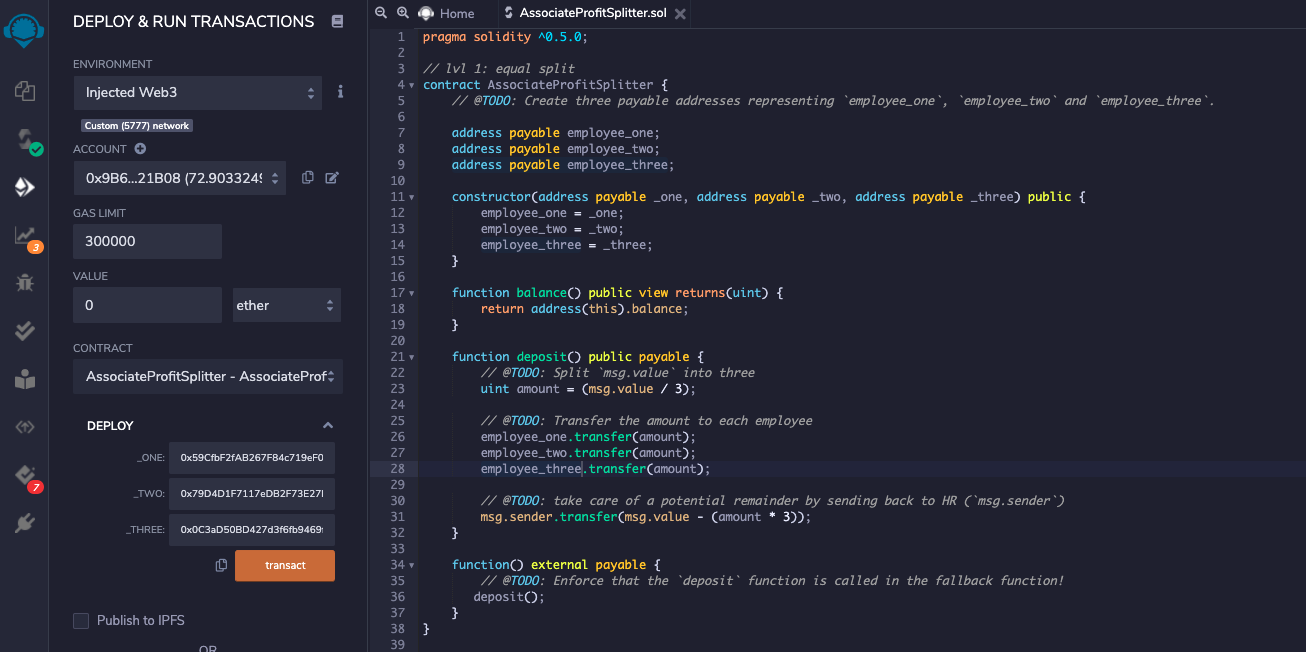 DEPLOY & RUN TRANSACTIONS
ENVIRONMENT
Injected Web3
Custom (5777) network
ACCOUNT
0x9B6...21B08 (72.9033249
GAS LIMIT
300000
VALUE
0
ether
CONTRACT
AssociateProfitSplitter - AssociateProf
DEPLOY
_ONE: 0x59CfbF2fAB267F84c719eF0
_TWO: 0x79D4D1F7117eDB2F73E27
_THREE: 0x0C3aD50BD427d3f6fb9469
transact
Publish to IPFS
OR
3
7
Home
AssociateProfitSplitter.sol
1 pragma solidity ^0.5.0;
2
3 // lvl 1: equal split
4 contract AssociateProfitSplitter {
5 // @TODO: Create three payable addresses representing `employee_one`, `employee_two` and `employee_three`.
6
7 address payable employee_one;
8 address payable employee_two;
9 address payable employee_three;
10
11 constructor(address payable _one, address payable _two, address payable _three) public {
12 employee_one = _one;
13 employee_two = _two;
14 employee_three = _three;
15 }
16
17 function balance() public view returns(uint) {
18 return address(this).balance;
19 }
20
21 function deposit() public payable {
22 // @TODO: Split `msg.value` into three
23 uint amount = (msg.value / 3);
24
25 // @TODO: Transfer the amount to each employee
26 employee_one.transfer(amount);
27 employee_two.transfer(amount);
28 employee_three.transfer(amount);
29
30 // @TODO: take care of a potential remainder by sending back to HR (`msg.sender`)
31 msg.sender.transfer(msg.value - (amount * 3));
32 }
33
34 function() external payable {
35 // @TODO: Enforce that the `deposit` function is called in the fallback function!
36 deposit();
37 }
38 }
39